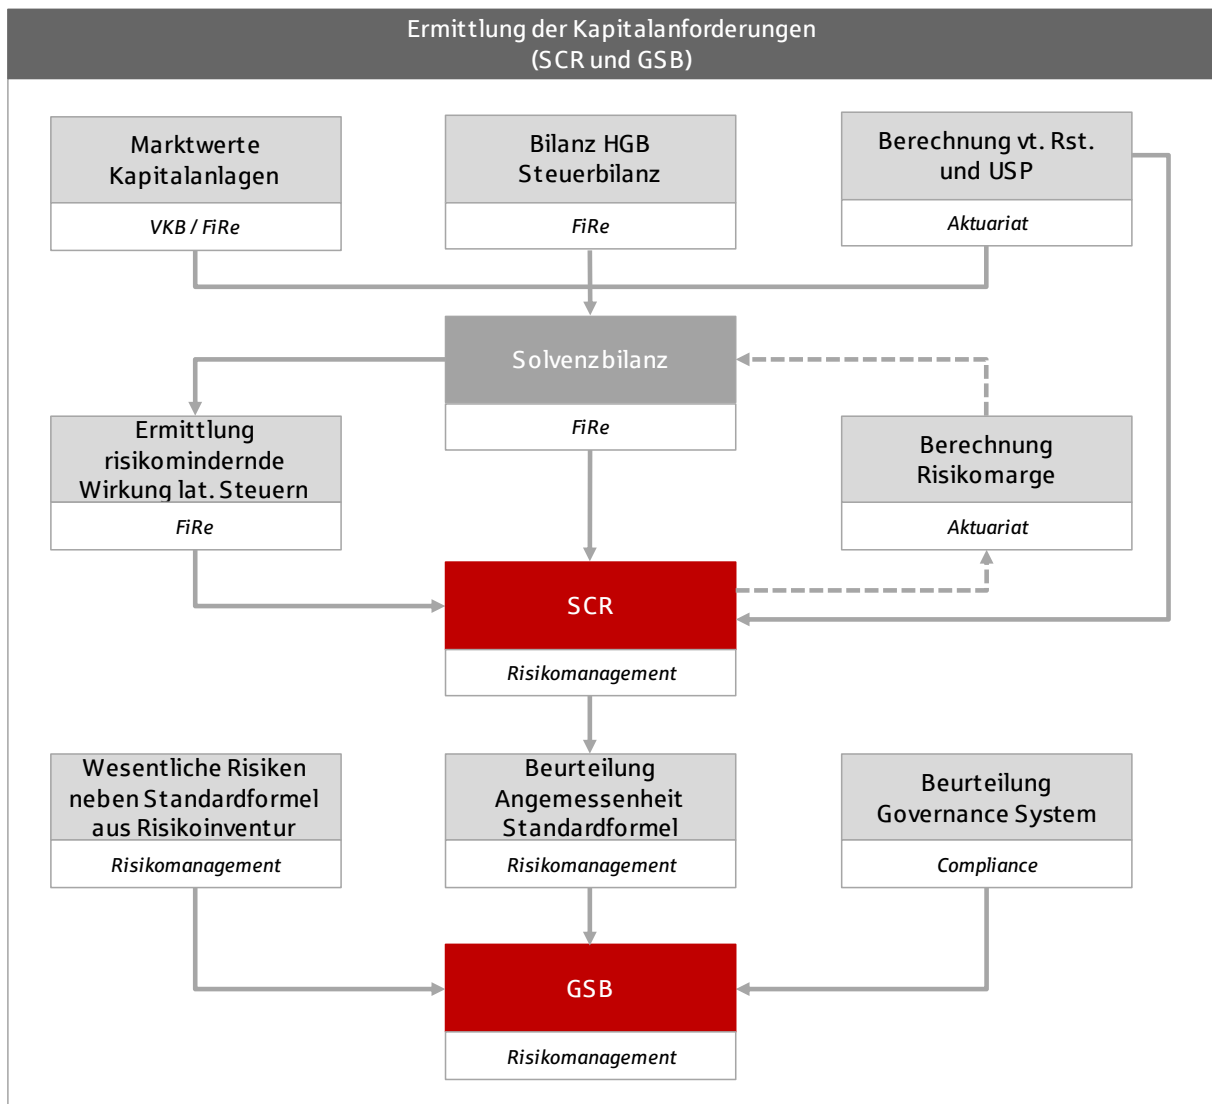 Ermittlung der Kapitalanforderungen
(SCR und GSB)
Marktwerte
Kapitalanlagen
VKB / FiRe
Bilanz HGB
Steuerbilanz
FiRe
Berechnung vt. Rst.
und USP
Aktuariat
Solvenzbilanz
FiRe
Ermittlung
risikomindernde
Wirkung lat. Steuern
FiRe
Berechnung
Risikomarge
Aktuariat
SCR
Risikomanagement
Wesentliche Risiken
neben Standardformel
aus Risikoinventur
Risikomanagement
Beurteilung
Angemessenheit
Standardformel
Risikomanagement
Beurteilung
Governance System
Compliance
GSB
Risikomanagement